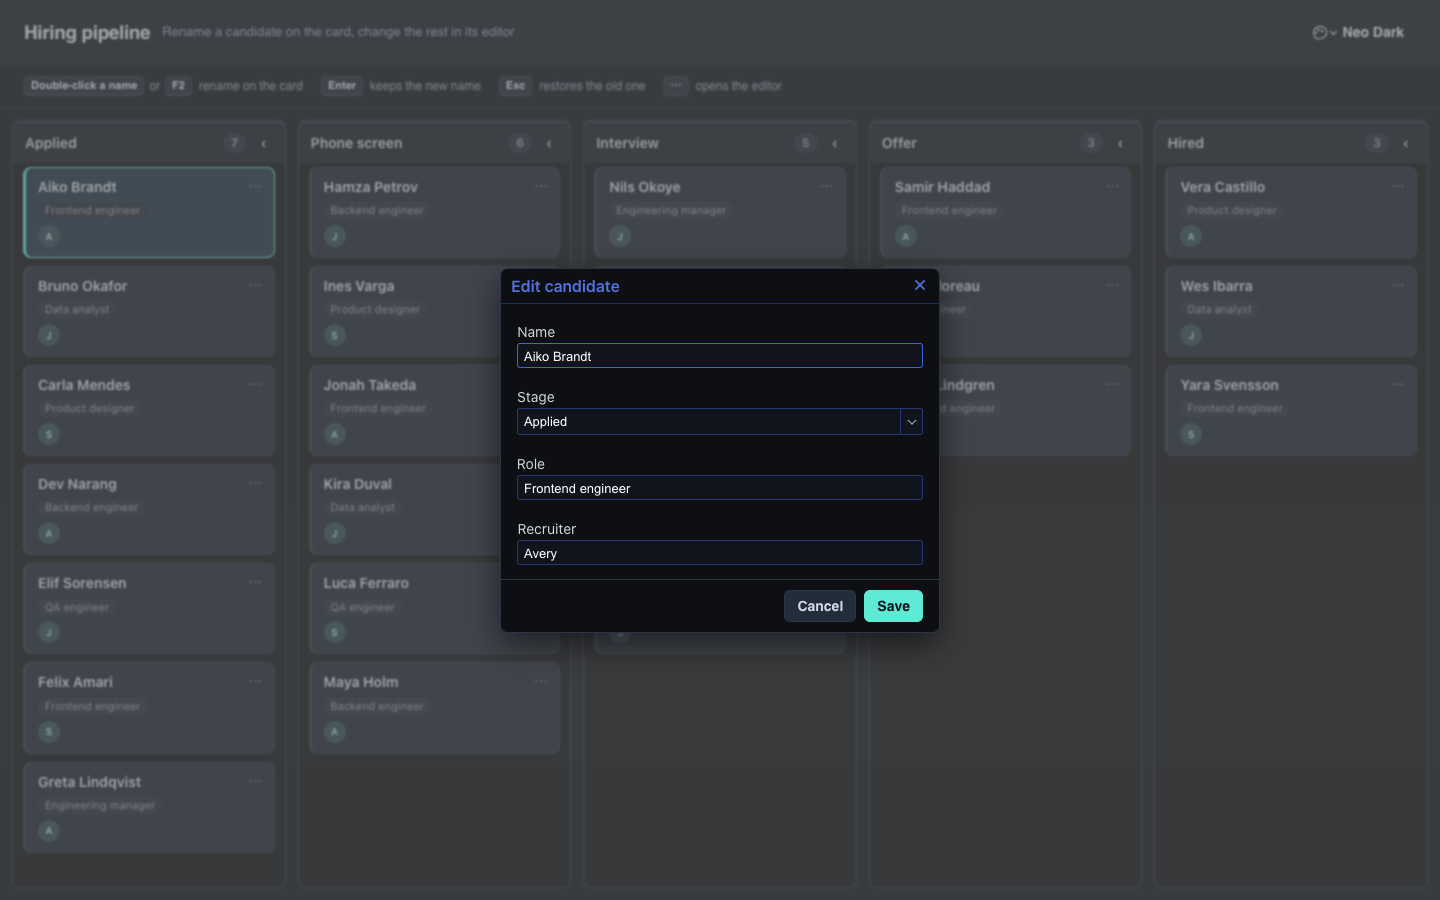 Hiring pipeline Rename a candidate on the card, change the rest in its editor
Neo Dark
Double-click a name or F2 rename on the card Enter keeps the new name Esc restores the old one ··· opens the editor
Applied 7
Aiko Brandt
Frontend engineer
A
Bruno Okafor
Data analyst
J
Carla Mendes
Product designer
S
Dev Narang
Backend engineer
A
Elif Sorensen
QA engineer
J
Felix Amari
Frontend engineer
S
Greta Lindqvist
Engineering manager
A
Phone screen 6
Hamza Petrov
Backend engineer
J
Ines Varga
Product designer
S
Jonah Takeda
Frontend engineer
A
Kira Duval
Data analyst
J
Luca Ferraro
QA engineer
S
Maya Holm
Backend engineer
A
Interview 5
Nils Okoye
Engineering manager
J
Offer 3
Samir Haddad
Frontend engineer
A
Hired 3
Vera Castillo
Product designer
A
Wes Ibarra
Data analyst
J
Yara Svensson
Frontend engineer
S
Edit candidate
Name
Aiko Brandt
Stage
Applied
Role
Frontend engineer
Recruiter
Avery
Cancel Save